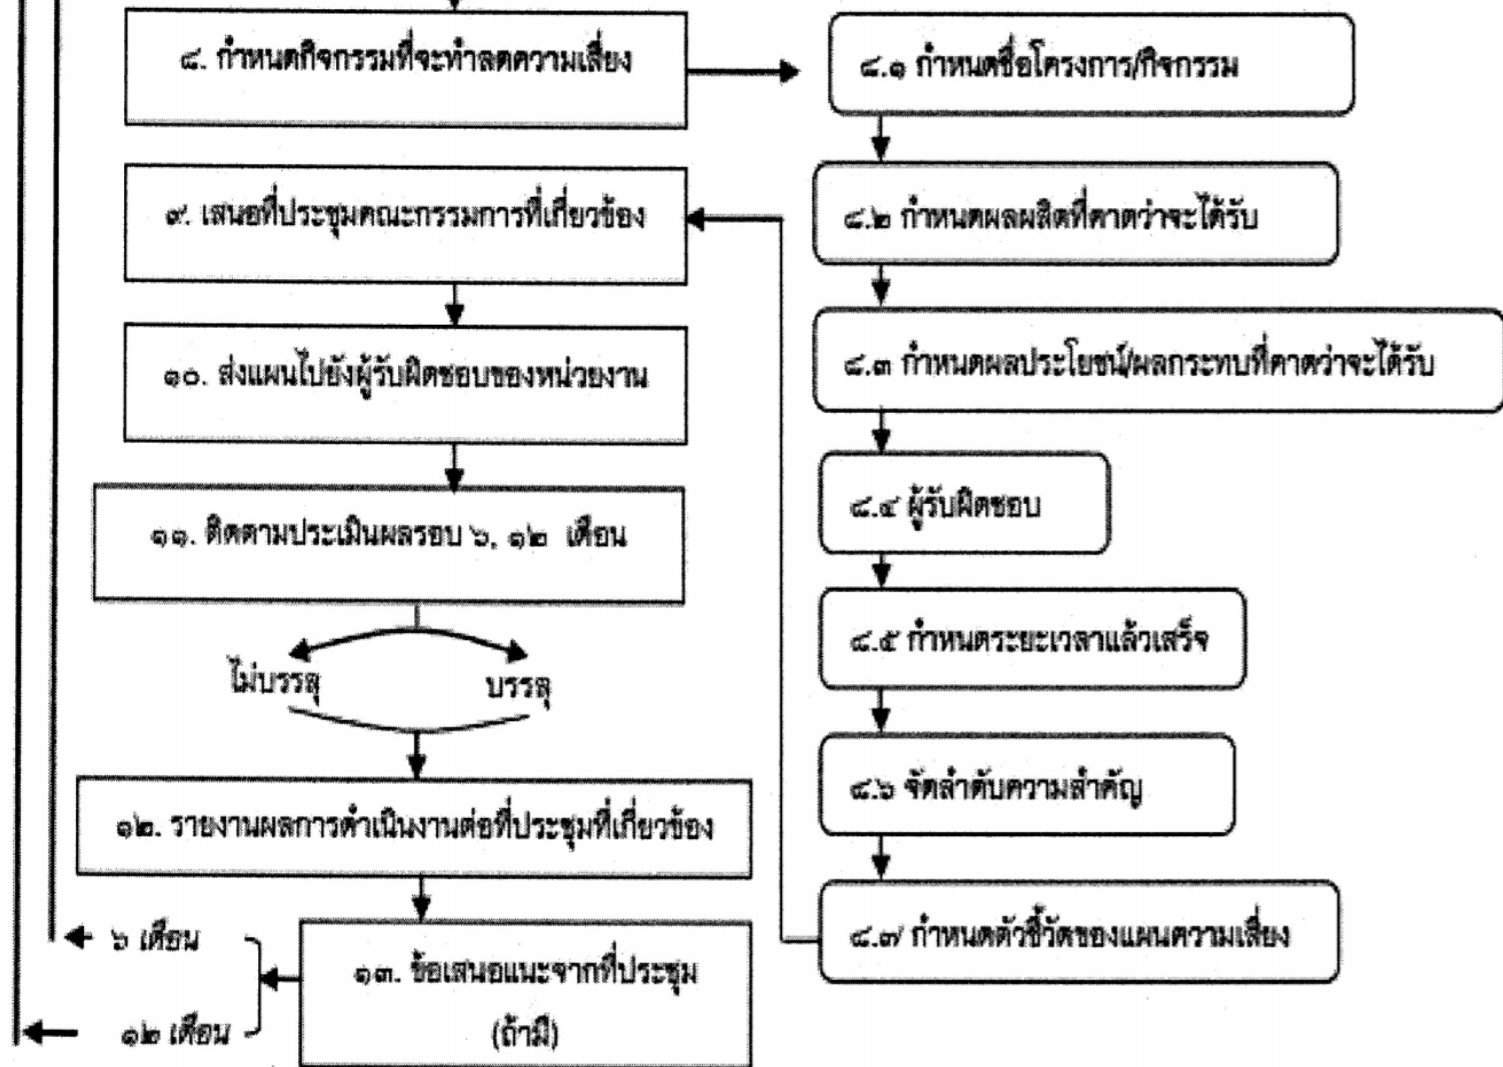 ๘. กำหนดกิจกรรมที่จะทำลดความเสี่ยง
๘.๑ กำหนดชื่อโครงการ/กิจกรรม
๘.๒ กำหนดผลผลิตที่คาดว่าจะได้รับ
๘.๓ กำหนดผลประโยชน์/ผลกระทบที่คาดว่าจะได้รับ
๘.๔ ผู้รับผิดชอบ
๘.๕ กำหนดระยะเวลาแล้วเสร็จ
๘.๖ จัดลำดับความสำคัญ
๘.๗ กำหนดตัวชี้วัดของแผนความเสี่ยง
๙. เสนอที่ประชุมคณะกรรมการที่เกี่ยวข้อง
๑๐. ส่งแผนไปยังผู้รับผิดชอบของหน่วยงาน
๑๑. ติดตามประเมินผลรอบ ๖, ๑๒ เดือน
ไม่บรรลุ
บรรลุ
๑๒. รายงานผลการดำเนินงานต่อที่ประชุมที่เกี่ยวข้อง
๑๓. ข้อเสนอแนะจากที่ประชุม
(ถ้ามี)
๖ เดือน
๑๒ เดือน